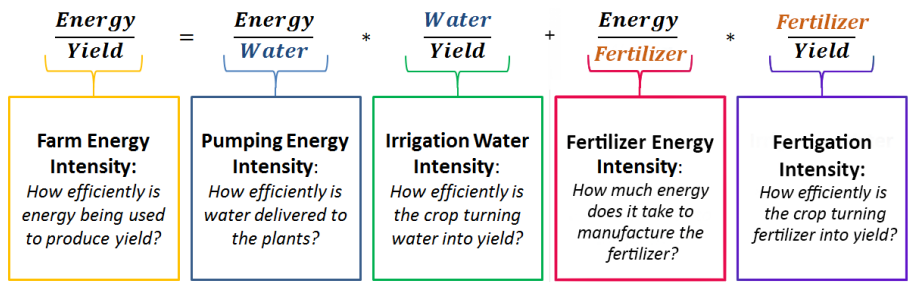 Energy / Yield = Energy / Water * Water / Yield + Energy / Fertilizer * Fertilizer / Yield
Farm Energy
Intensity:
How efficiently is
energy being used
to produce yield?
Pumping Energy
Intensity:
How efficiently is
water delivered to
the plants?
Irrigation Water
Intensity:
How efficiently is
the crop turning
water into yield?
Fertilizer Energy
Intensity:
How much energy
does it take to
manufacture the
fertilizer?
Fertigation
Intensity:
How efficiently is
the crop turning
fertilizer into yield?